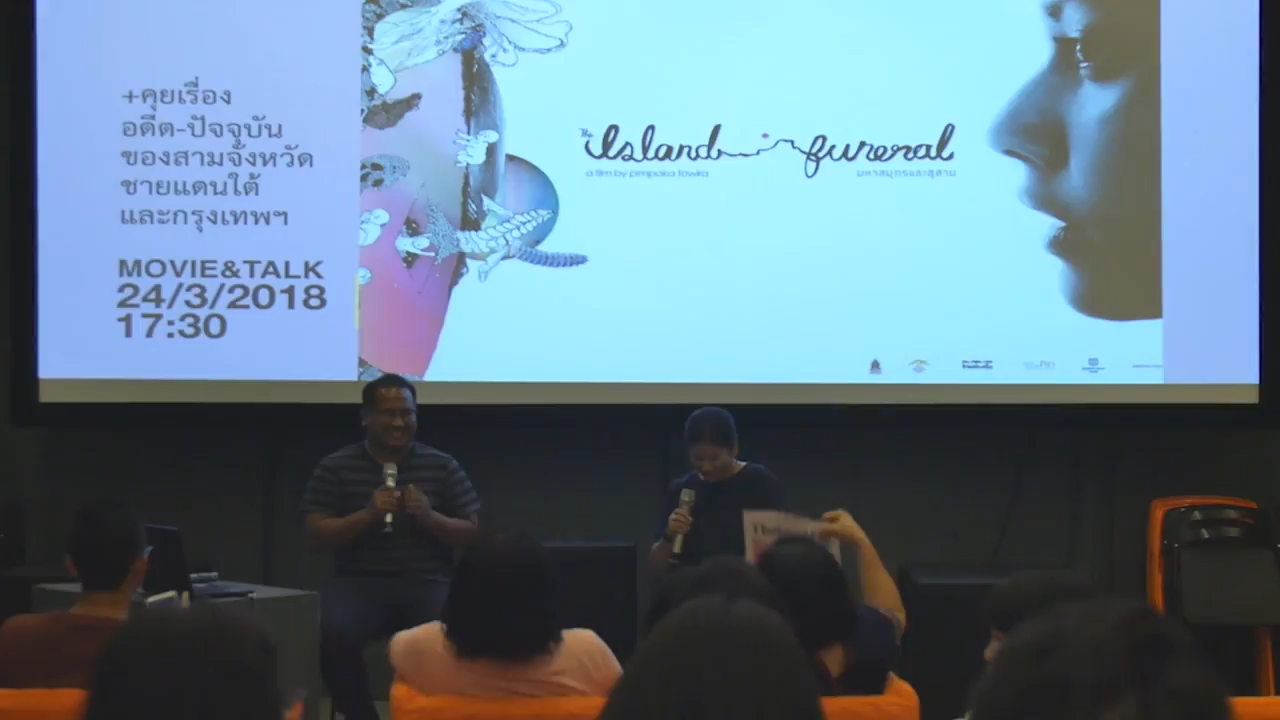 +คุยเรื่อง
อดีต-ปัจจุบัน
ของสามจังหวัด
ชายแดนใต้
และกรุงเทพฯ
MOVIE&TALK
24/3/2018
17:30
The Island funeral
a film by pimpaka towira
มหาสมุทรและสุสาน